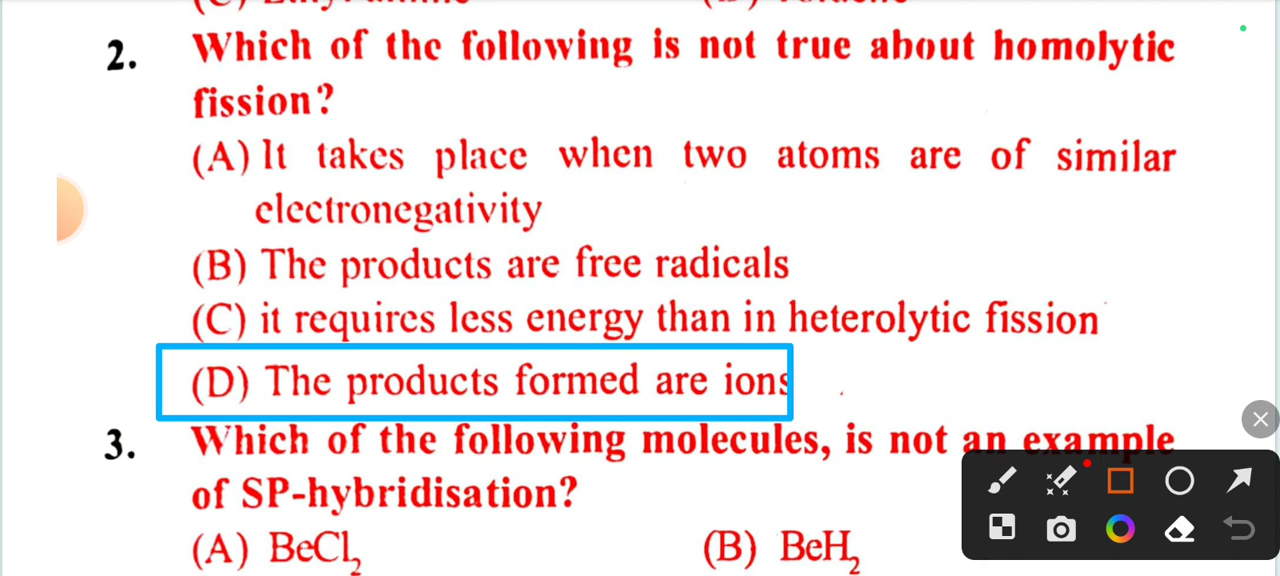 2. Which of the following is not true about homolytic
fission?
(A) It takes place when two atoms are of similar
electronegativity
(B) The products are free radicals
(C) it requires less energy than in heterolytic fission
(D) The products formed are ions
3. Which of the following molecules, is not an example
of SP-hybridisation?
(A) BeCl₂ (B) BeH₂